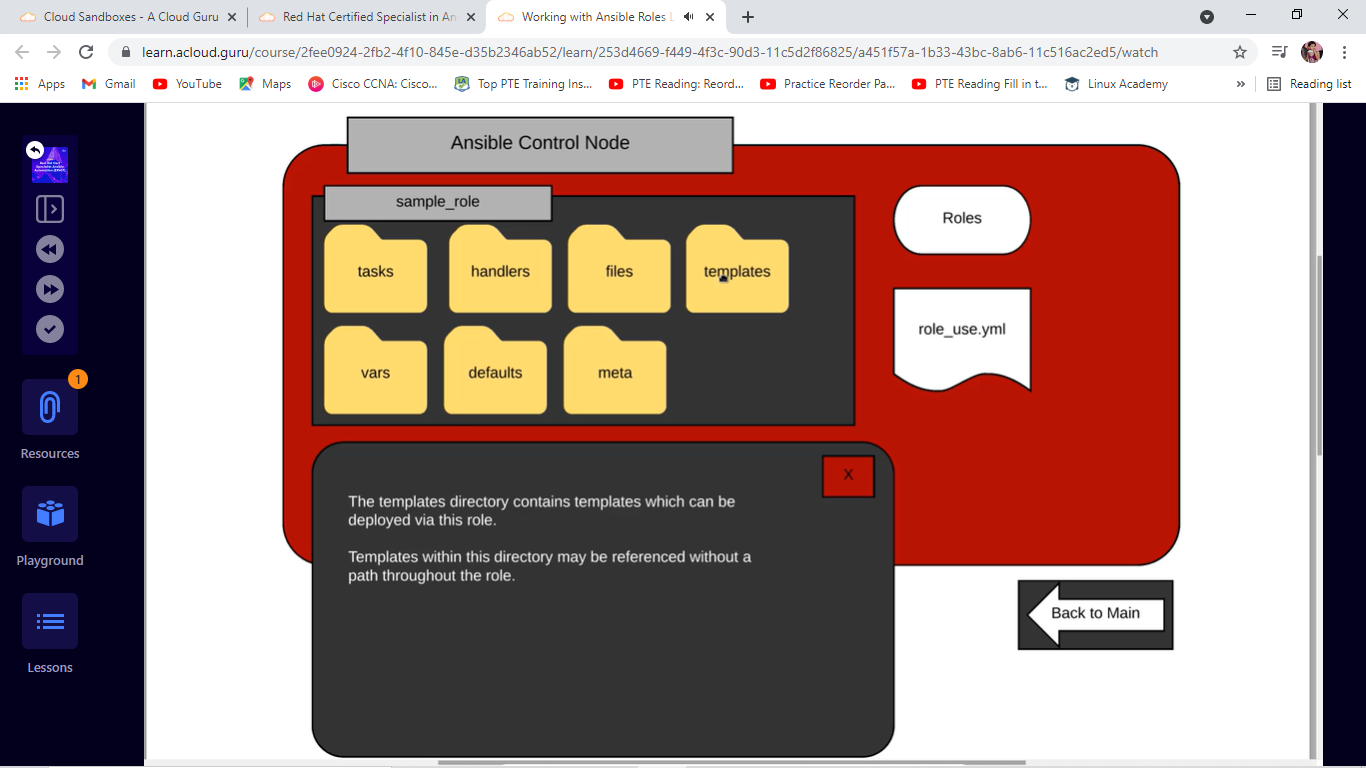 Cloud Sandboxes - A Cloud Guru
Red Hat Certified Specialist in An
Working with Ansible Roles L
learn.acloud.guru/course/2fee0924-2fb2-4f10-845e-d35b2346ab52/learn/253d4669-f449-4f3c-90d3-11c5d2f86825/a451f57a-1b33-43bc-8ab6-11c516ac2ed5/watch
Apps Gmail YouTube Maps Cisco CCNA: Cisco... Top PTE Training Ins... PTE Reading: Reord... Practice Reorder Pa... PTE Reading Fill in t... Linux Academy » Reading list
Ansible Control Node
sample_role
tasks handlers files templates
vars defaults meta
Roles
role_use.yml
X
The templates directory contains templates which can be
deployed via this role.
Templates within this directory may be referenced without a
path throughout the role.
Back to Main
1
Resources
Playground
Lessons